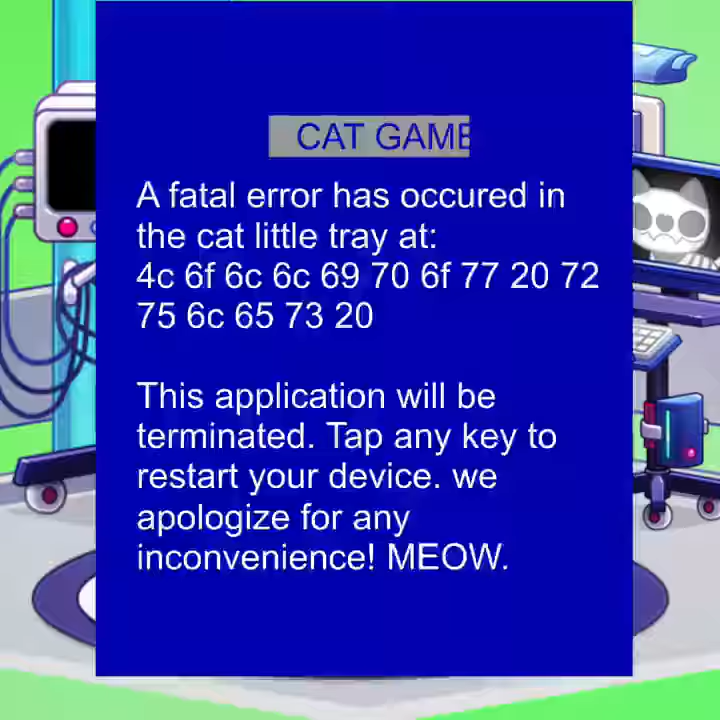 CAT GAME
A fatal error has occured in
the cat little tray at:
4c 6f 6c 6c 69 70 6f 77 20 72
75 6c 65 73 20
This application will be
terminated. Tap any key to
restart your device. we
apologize for any
inconvenience! MEOW.